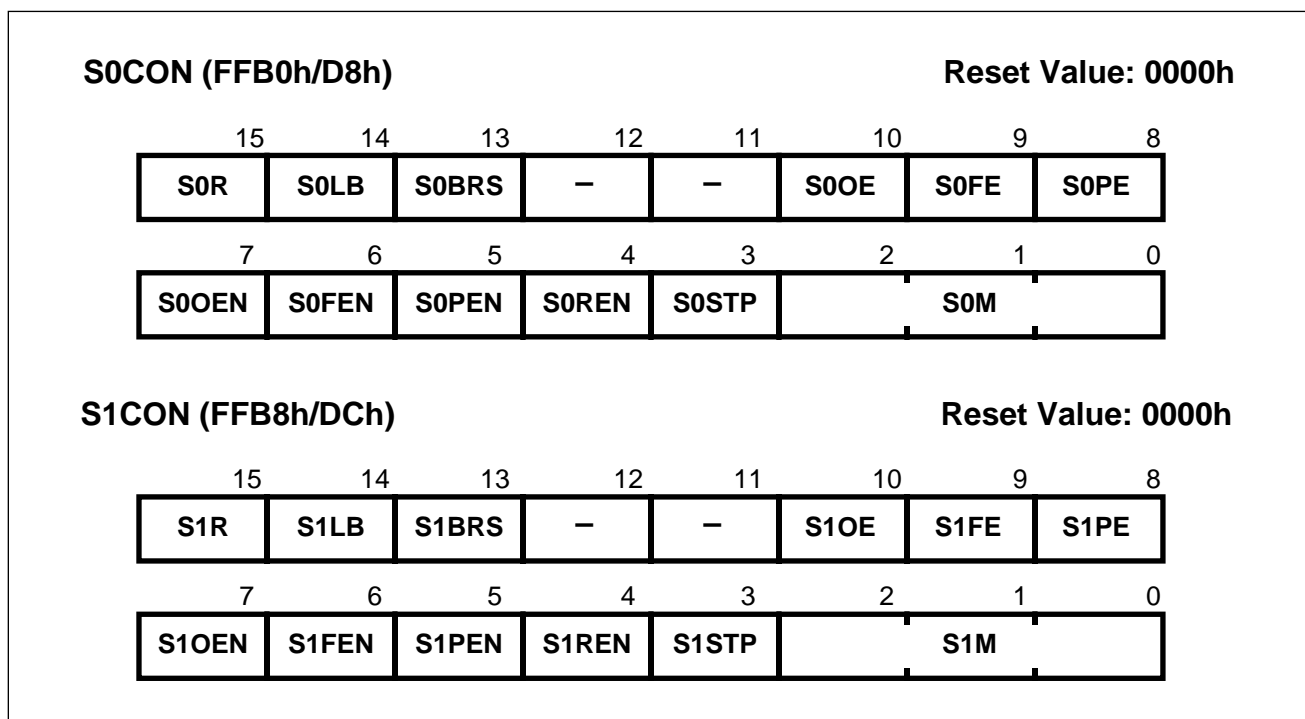 S0CON (FFB0h/D8h) Reset Value: 0000h
15 14 13 12 11 10 9 8
S0R S0LB S0BRS – – S0OE S0FE S0PE
7 6 5 4 3 2 1 0
S0OEN S0FEN S0PEN S0REN S0STP S0M
S1CON (FFB8h/DCh) Reset Value: 0000h
15 14 13 12 11 10 9 8
S1R S1LB S1BRS – – S1OE S1FE S1PE
7 6 5 4 3 2 1 0
S1OEN S1FEN S1PEN S1REN S1STP S1M